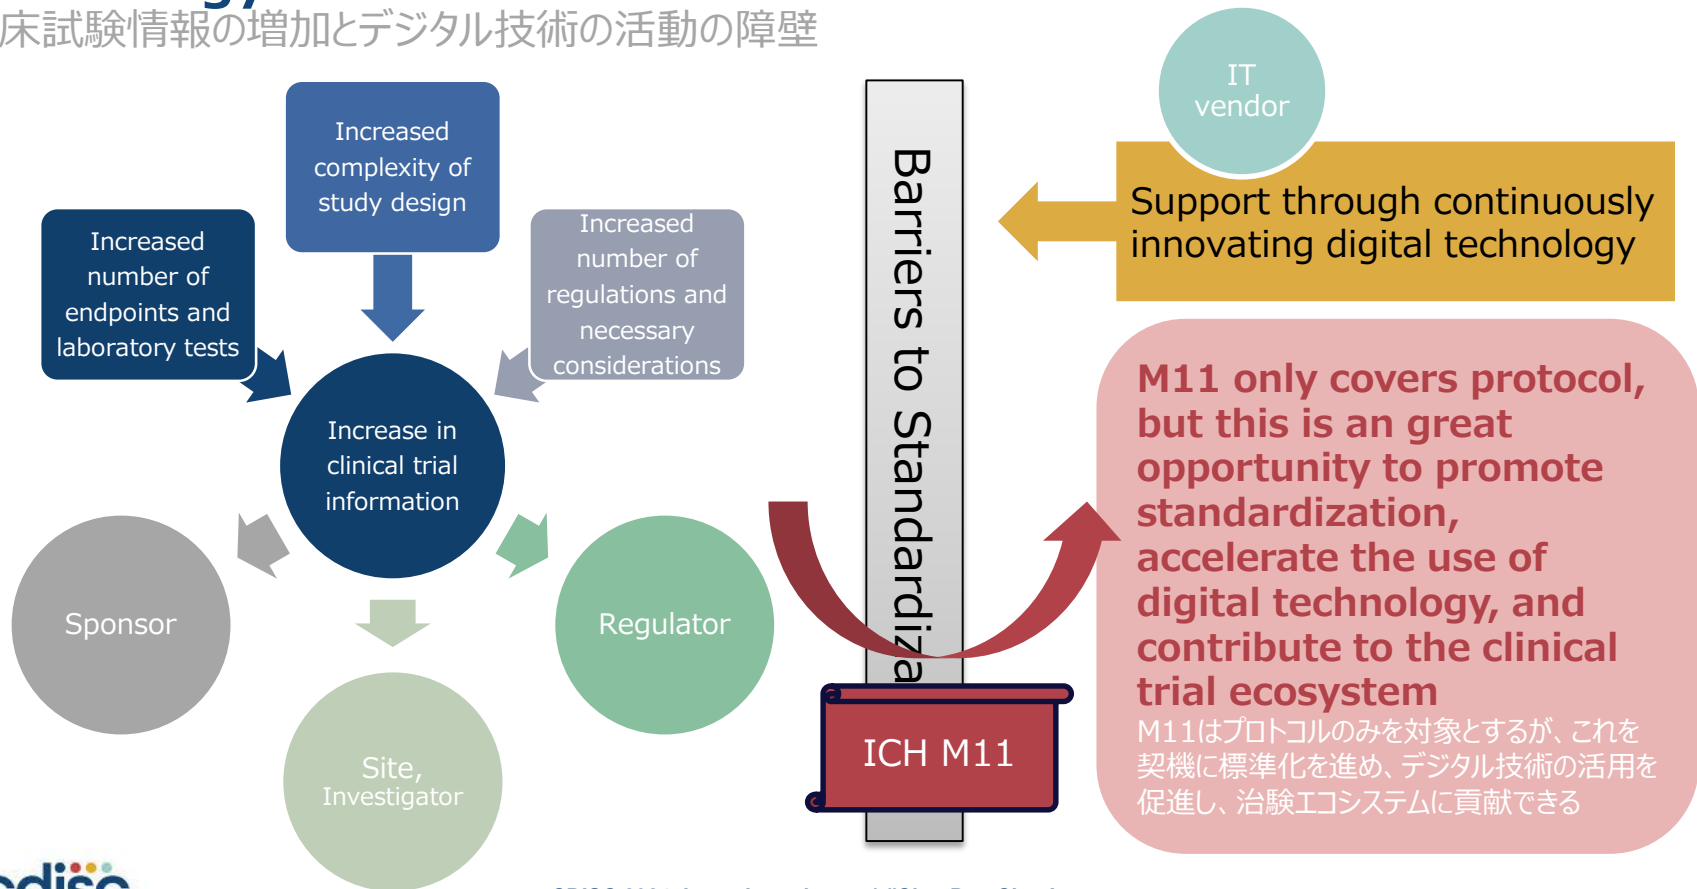 床試験情報の増加とデジタル技術の活動の障壁
Increased
complexity of
study design
Increased
number of
endpoints and
laboratory tests
Increased
number of
regulations and
necessary
considerations
Increase in
clinical trial
information
Sponsor
Site,
Investigator
Regulator
Barriers to Standardiza
ICH M11
IT
vendor
Support through continuously
innovating digital technology
M11 only covers protocol,
but this is an great
opportunity to promote
standardization,
accelerate the use of
digital technology, and
contribute to the clinical
trial ecosystem
M11はプロトコルのみを対象とするが、これを
契機に標準化を進め、デジタル技術の活用を
促進し、治験エコシステムに貢献できる